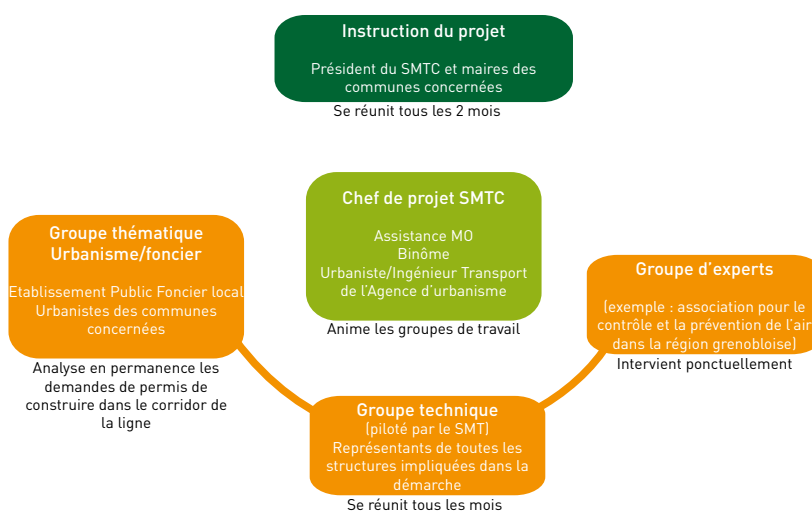 Instruction du projet
Président du SMTC et maires des
communes concernées
Se réunit tous les 2 mois
Chef de projet SMTC
Assistance MO
Binôme
Urbaniste/Ingénieur Transport
de l'Agence d'urbanisme
Anime les groupes de travail
Groupe thématique
Urbanisme/foncier
Etablissement Public Foncier local
Urbanistes des communes
concernées
Analyse en permanence les
demandes de permis de
construire dans le corridor de
la ligne
Groupe d'experts
(exemple : association pour le
contrôle et la prévention de l'air
dans la région grenobloise)
Intervient ponctuellement
Groupe technique
(piloté par le SMT)
Représentants de toutes les
structures impliquées dans la
démarche
Se réunit tous les mois